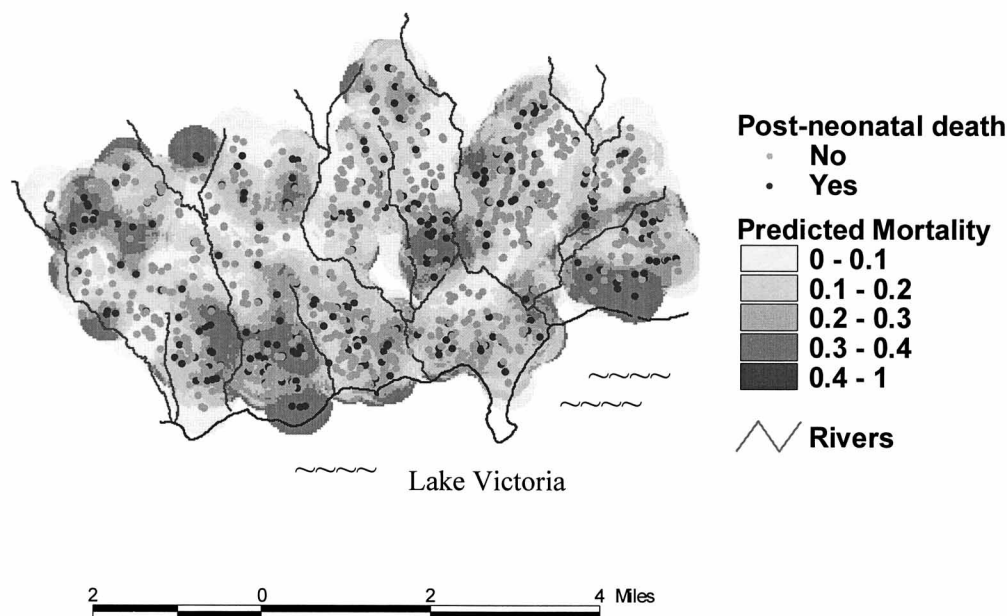 Post-neonatal death
No
Yes
Predicted Mortality
0 - 0.1
0.1 - 0.2
0.2 - 0.3
0.3 - 0.4
0.4 - 1
Rivers
~~~~
~~~~
~~~~ Lake Victoria
2 0 2 4 Miles